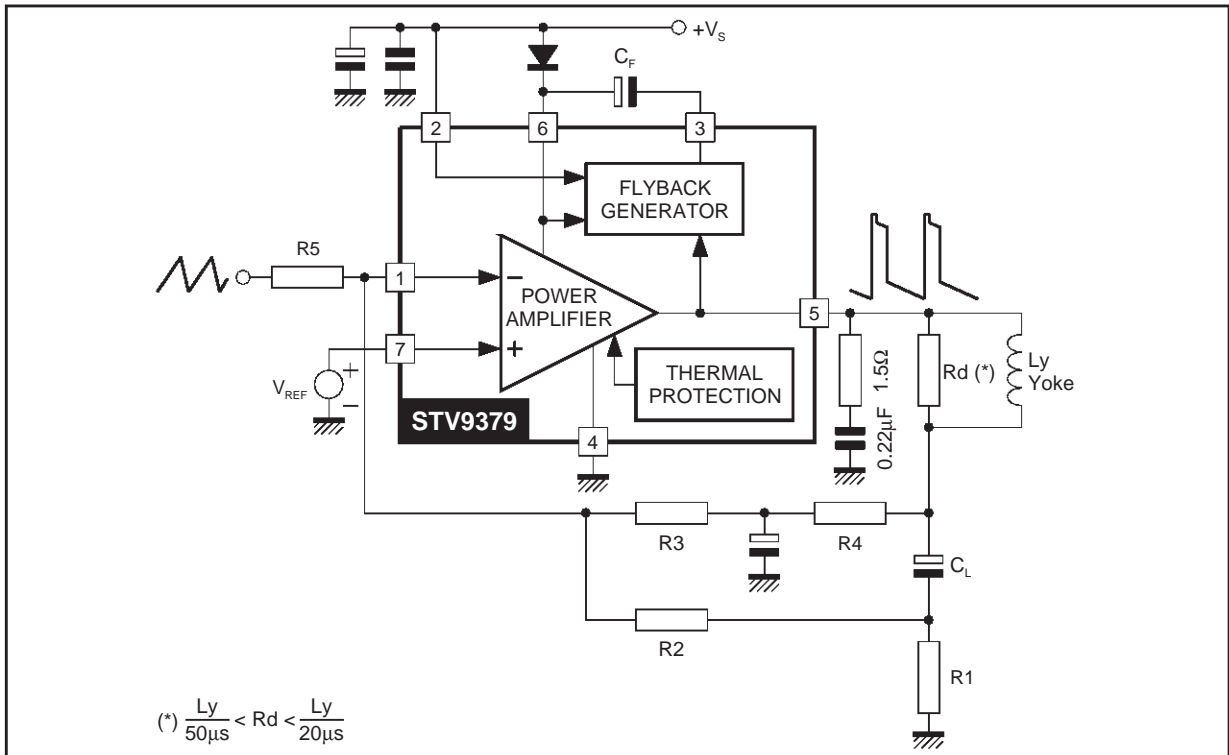 +VS
CF
2
6
3
FLYBACK
GENERATOR
R5
1
−
POWER
AMPLIFIER
5
7
+
VREF
+
−
THERMAL
PROTECTION
STV9379
4
0.22µF 1.5Ω
Rd (*)
Ly
Yoke
R3
R4
CL
R2
R1
(*) Ly/50µs < Rd < Ly/20µs